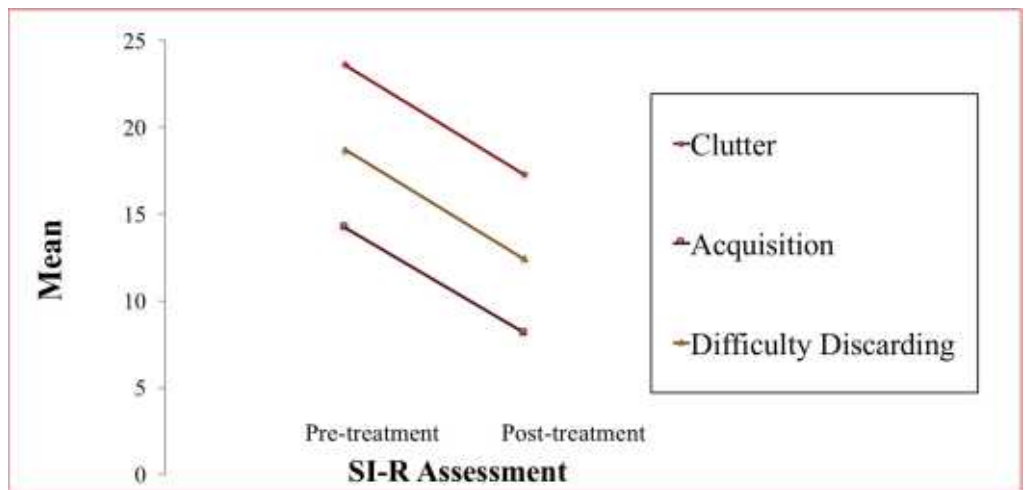 25
20
15
10
5
0
Mean
Pre-treatment Post-treatment
SI-R Assessment
Clutter
Acquisition
Difficulty Discarding